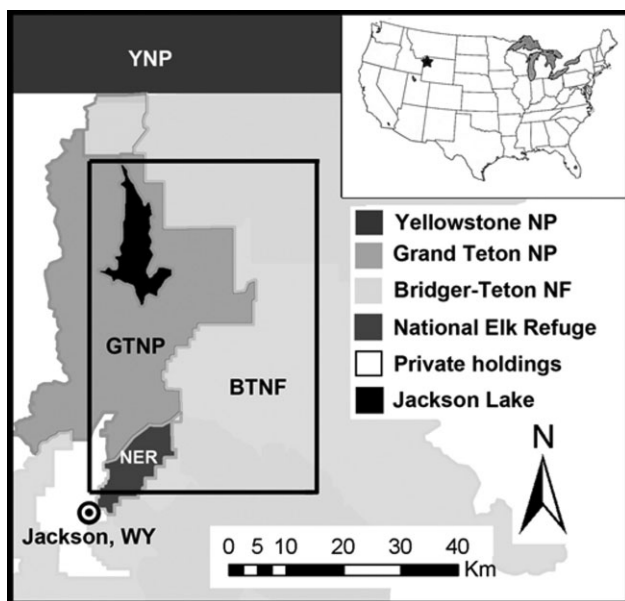 YNP
Yellowstone NP
Grand Teton NP
Bridger-Teton NF
National Elk Refuge
Private holdings
Jackson Lake
GTNP
BTNF
NER
N
Jackson, WY
0 5 10 20 30 40
Km